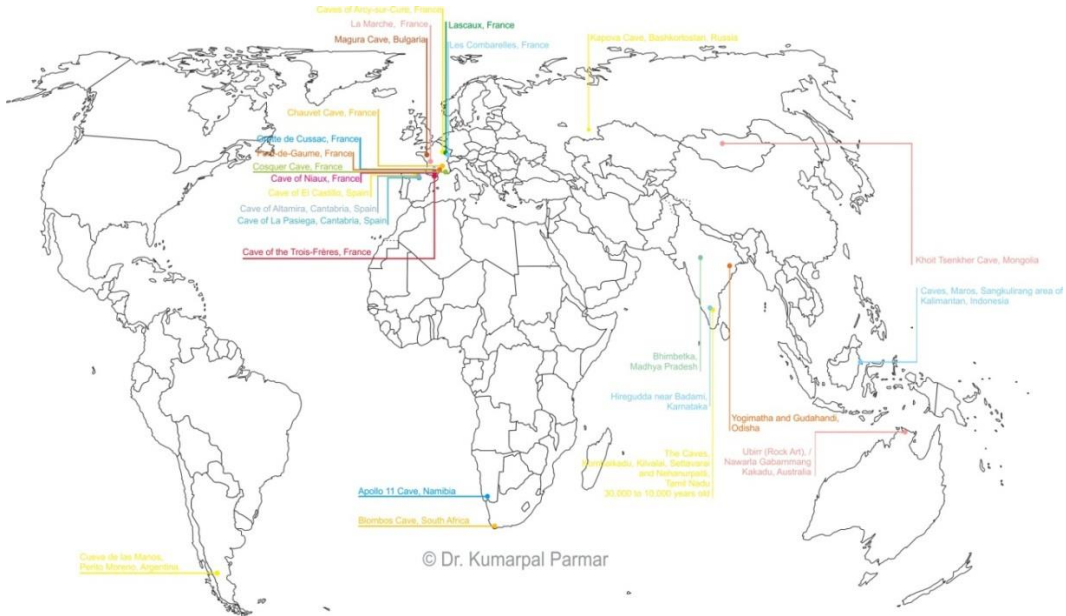 Caves of Arcy-sur-Cure, France
La Marche, France
Lascaux, France
Magura Cave, Bulgaria
Les Combarelles, France
Kapova Cave, Bashkortostan, Russia
Chauvet Cave, France
Grotte de Cussac, France
Font-de-Gaume, France
Cosquer Cave, France
Cave of Niaux, France
Cave of El Castillo, Spain
Cave of Altamira, Cantabria, Spain
Cave of La Pasiega, Cantabria, Spain
Cave of the Trois-Frères, France
Khoit Tsenkher Cave, Mongolia
Caves, Maros, Sangkulirang area of
Kalimantan, Indonesia
Bhimbetka,
Madhya Pradesh
Hiregudda near Badami,
Karnataka
Yogimatha and Gudahandi,
Odisha
Ubirr (Rock Art), /
Nawarla Gabarnmang
Kakadu, Australia
The Caves,
Tamil Nadu
30,000 to 10,000 years old
Apollo 11 Cave, Namibia
Blombos Cave, South Africa
Cueva de las Manos,
Perito Moreno, Argentina
© Dr. Kumarpal Parmar